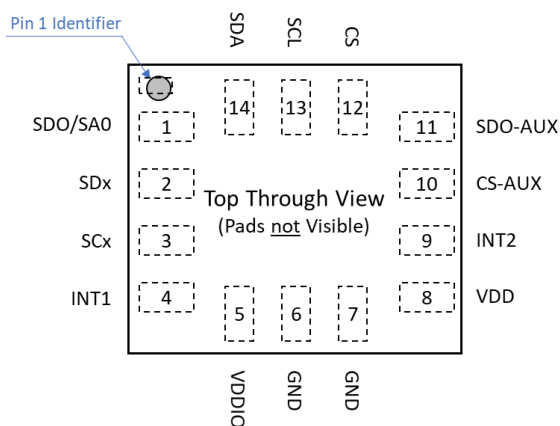 Pin 1 Identifier
SDA
SCL
CS
14
13
12
SDO/SA0
1
11
SDO-AUX
SDx
2
10
CS-AUX
Top Through View
(Pads not Visible)
SCx
3
9
INT2
INT1
4
8
VDD
5
6
7
VDDIO
GND
GND